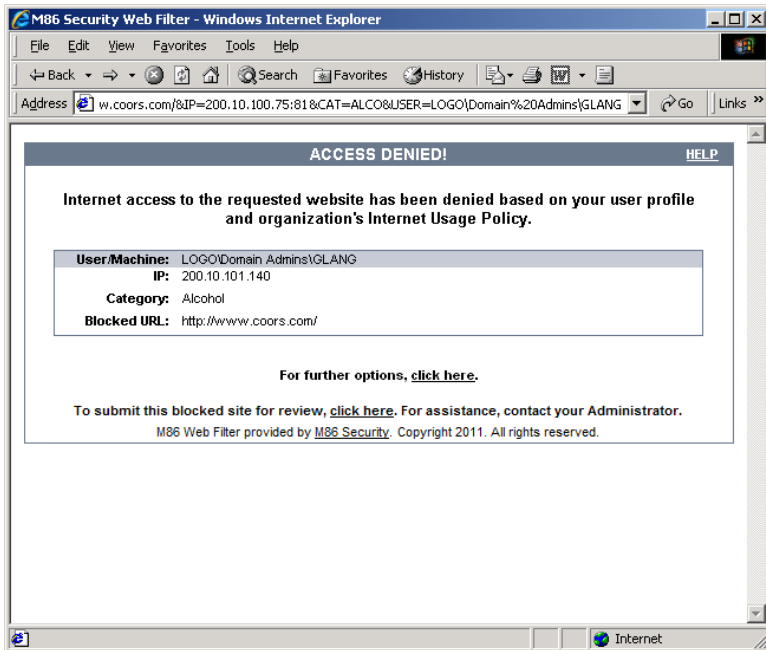 M86 Security Web Filter - Windows Internet Explorer
File Edit View Favorites Tools Help
Back Search Favorites History
Address w.coors.com/&IP=200.10.100.75:81&CAT=ALCO&USER=LOGO\Domain%20Admins\GLANG Go Links »
ACCESS DENIED! HELP
Internet access to the requested website has been denied based on your user profile
and organization's Internet Usage Policy.
User/Machine: LOGO\Domain Admins\GLANG
IP: 200.10.101.140
Category: Alcohol
Blocked URL: http://www.coors.com/
For further options, click here.
To submit this blocked site for review, click here. For assistance, contact your Administrator.
M86 Web Filter provided by M86 Security. Copyright 2011. All rights reserved.
Internet